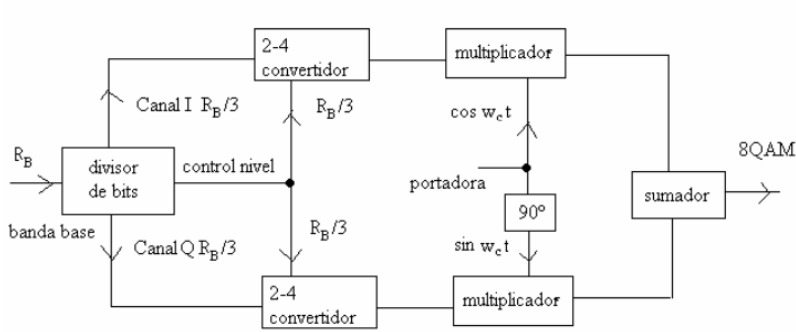 2-4
convertidor
multiplicador
Canal I R_B/3
R_B/3
cos w_c t
R_B
divisor
de bits
control nivel
8QAM
portadora
sumador
90º
banda base
Canal Q R_B/3
R_B/3
sin w_c t
2-4
convertidor
multiplicador